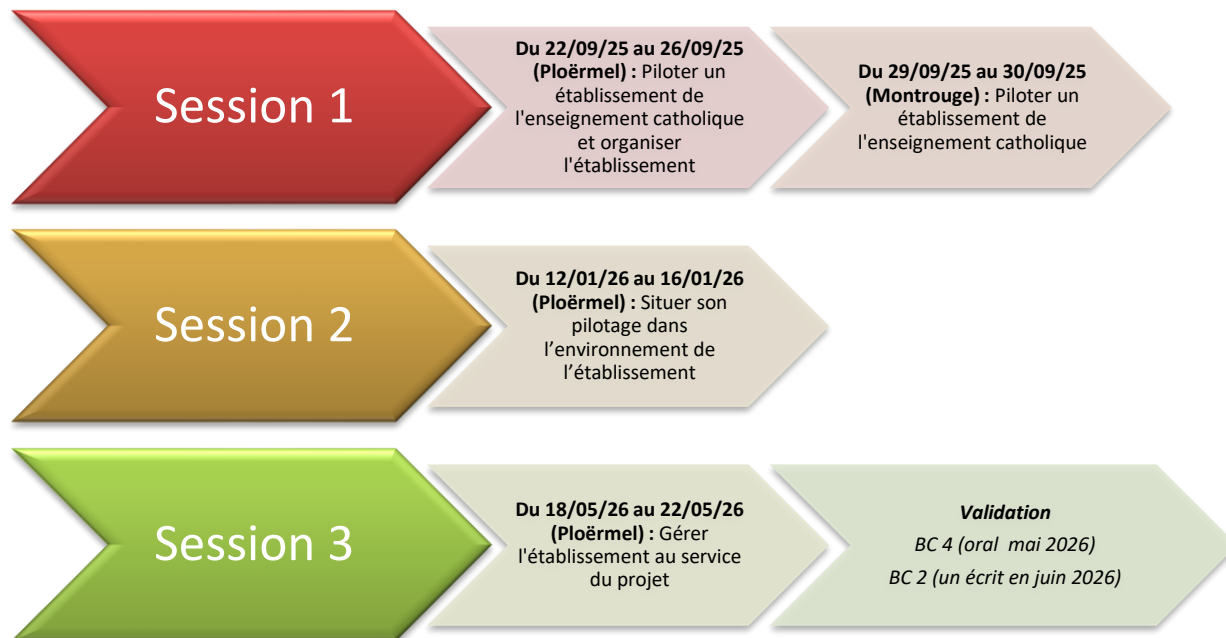 Session 1
Du 22/09/25 au 26/09/25
(Ploërmel) : Piloter un
établissement de
l'enseignement catholique
et organiser
l'établissement
Du 29/09/25 au 30/09/25
(Montrouge) : Piloter un
établissement de
l'enseignement catholique
Session 2
Du 12/01/26 au 16/01/26
(Ploërmel) : Situer son
pilotage dans
l’environnement de
l’établissement
Session 3
Du 18/05/26 au 22/05/26
(Ploërmel) : Gérer
l'établissement au service
du projet
Validation
BC 4 (oral  mai 2026)
BC 2 (un écrit en juin 2026)